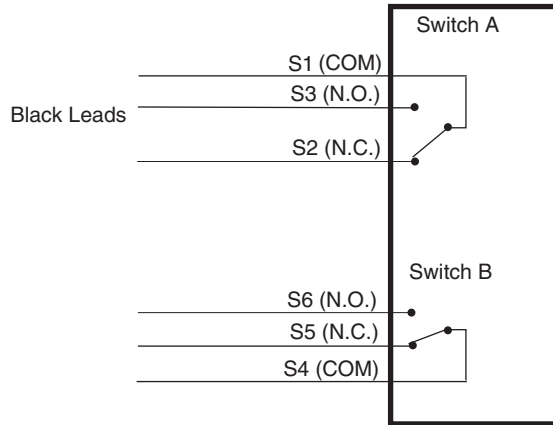 Switch A
S1 (COM)
S3 (N.O.)
Black Leads
S2 (N.C.)
Switch B
S6 (N.O.)
S5 (N.C.)
S4 (COM)